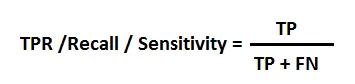 TPR /Recall / Sensitivity = TP
TP + FN